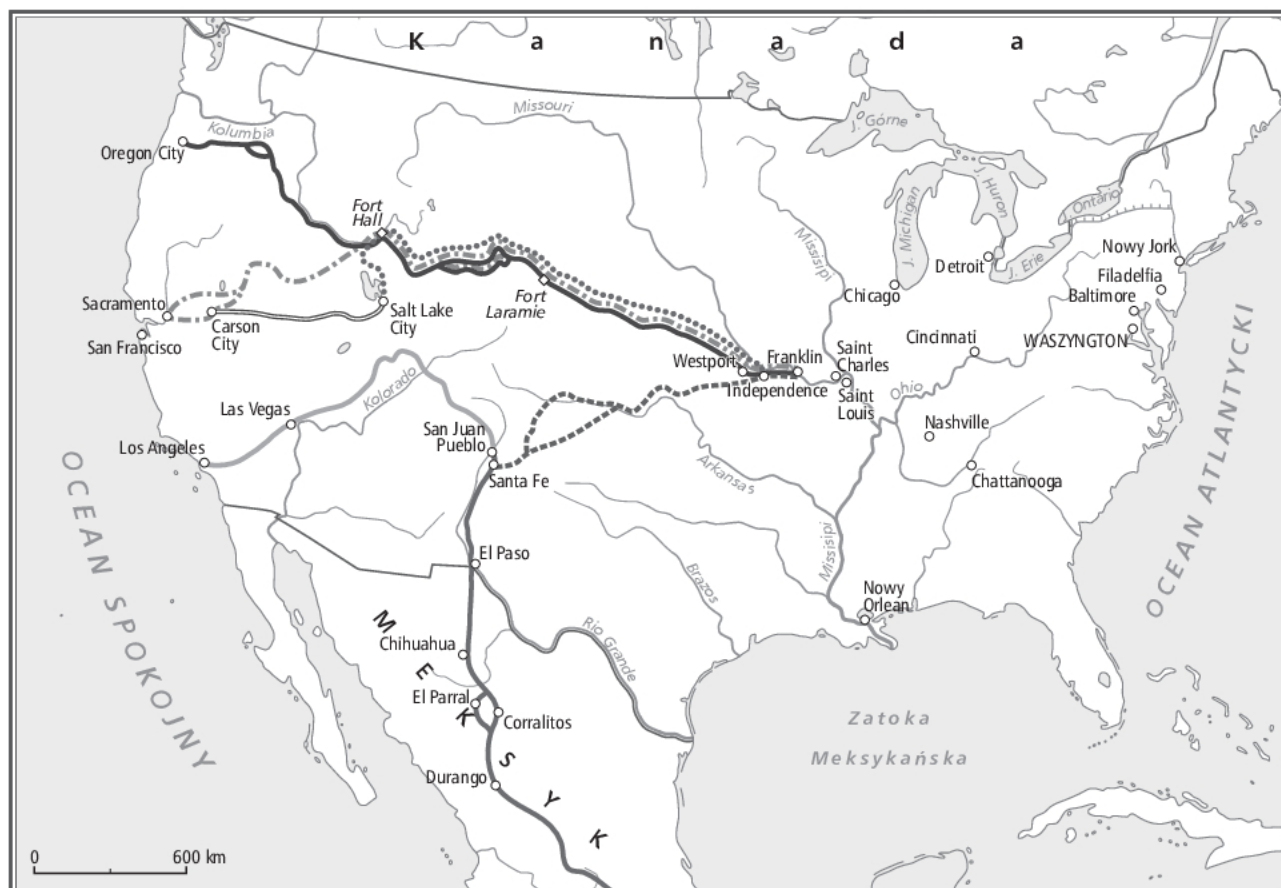 Kanada
Missouri
J. Górne
Kolumbia
Oregon City
J. Huron
J. Michigan
J. Ontario
Fort
Hall
Missisipi
Nowy Jork
J. Erie
Detroit
Filadelfia
Chicago
Baltimore
Sacramento
Fort
Laramie
Salt Lake
City
Carson
City
San Francisco
WASZYNGTON
Cincinnati
Westport
Franklin
Saint
Charles
Independence
Ohio
Saint
Louis
Kolorado
Las Vegas
San Juan
Pueblo
Nashville
Los Angeles
Santa Fe
Arkansas
Chattanooga
OCEAN SPOKOJNY
OCEAN ATLANTYCKI
El Paso
Missisipi
Brazos
Nowy
Orlean
MEKSYK
Chihuahua
Rio Grande
El Parral
Corralitos
Zatoka
Meksykańska
Durango
0 600 km